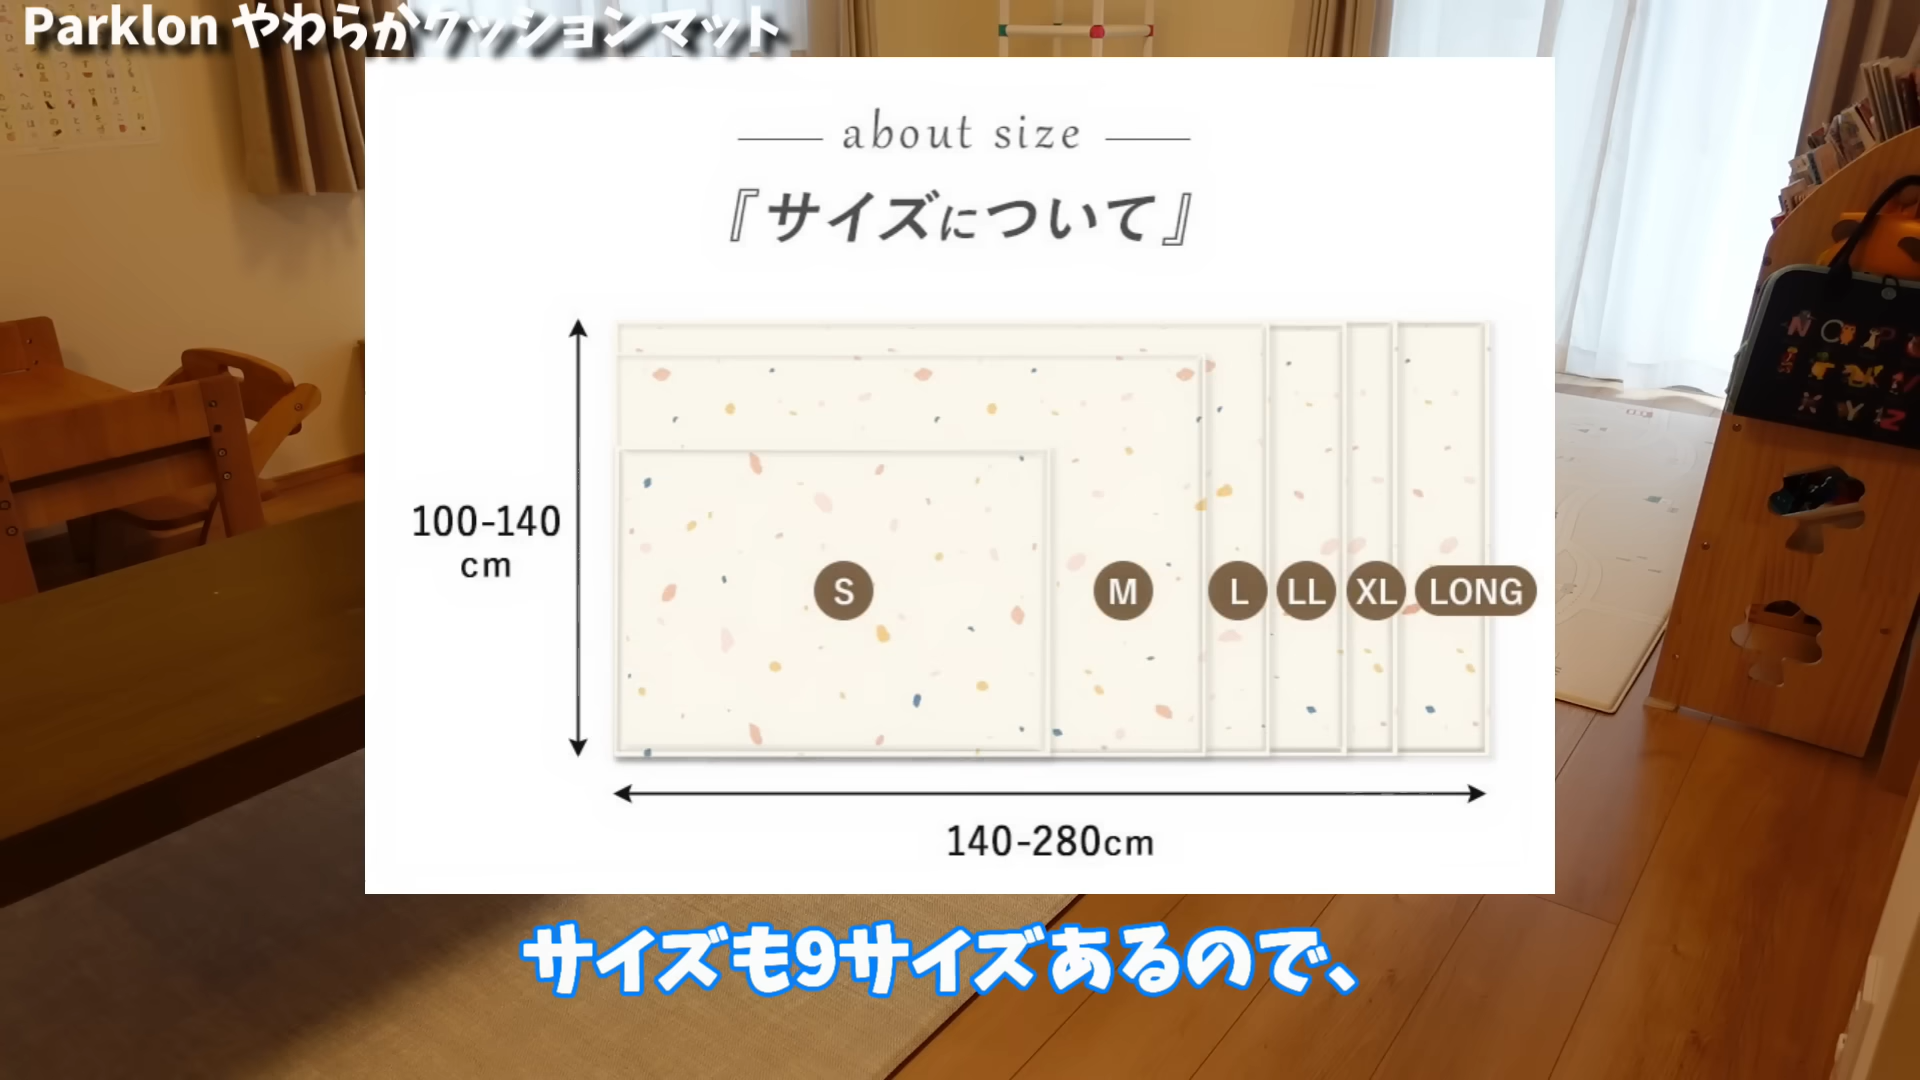 Parklon やわらかクッションマット
about size
『サイズについて』
100-140
cm
S
M
L
LL
XL
LONG
140-280cm
サイズも9サイズあるので、